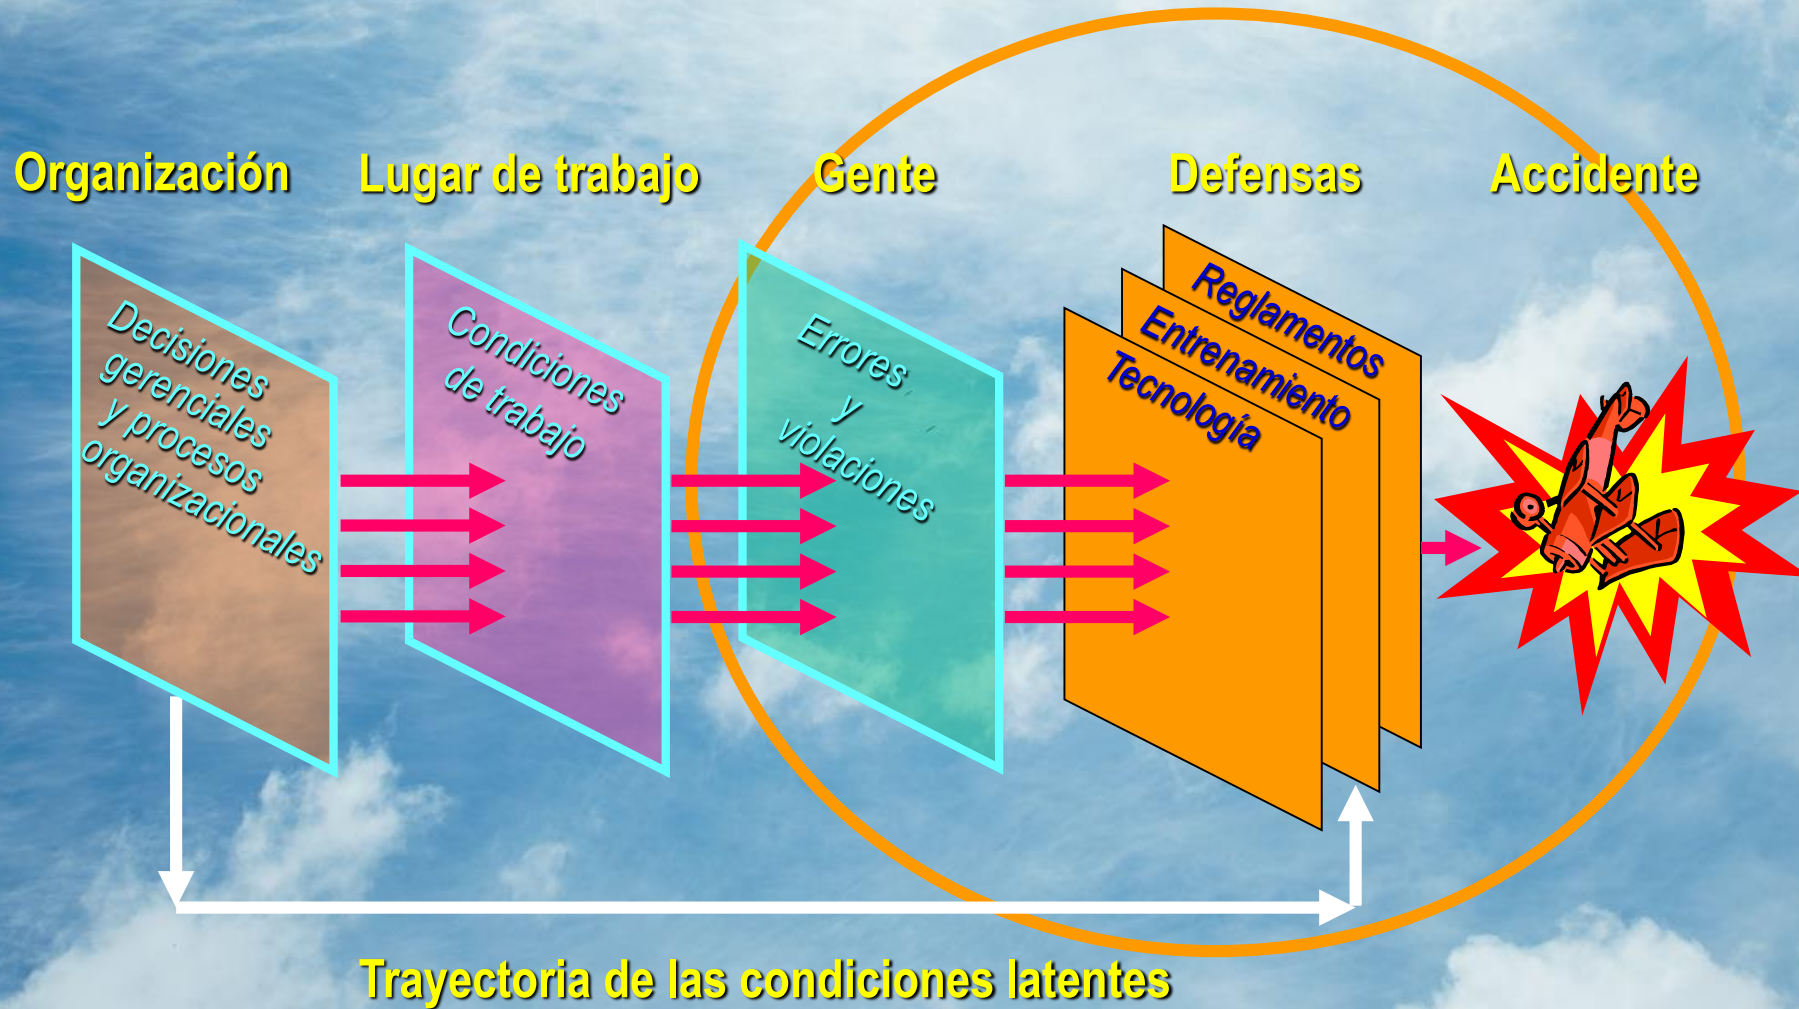 Organización
Lugar de trabajo
Gente
Defensas
Accidente
Decisiones
gerenciales
y procesos
organizacionales
Condiciones
de trabajo
Errores
y
violaciones
Reglamentos
Entrenamiento
Tecnología
Trayectoria de las condiciones latentes